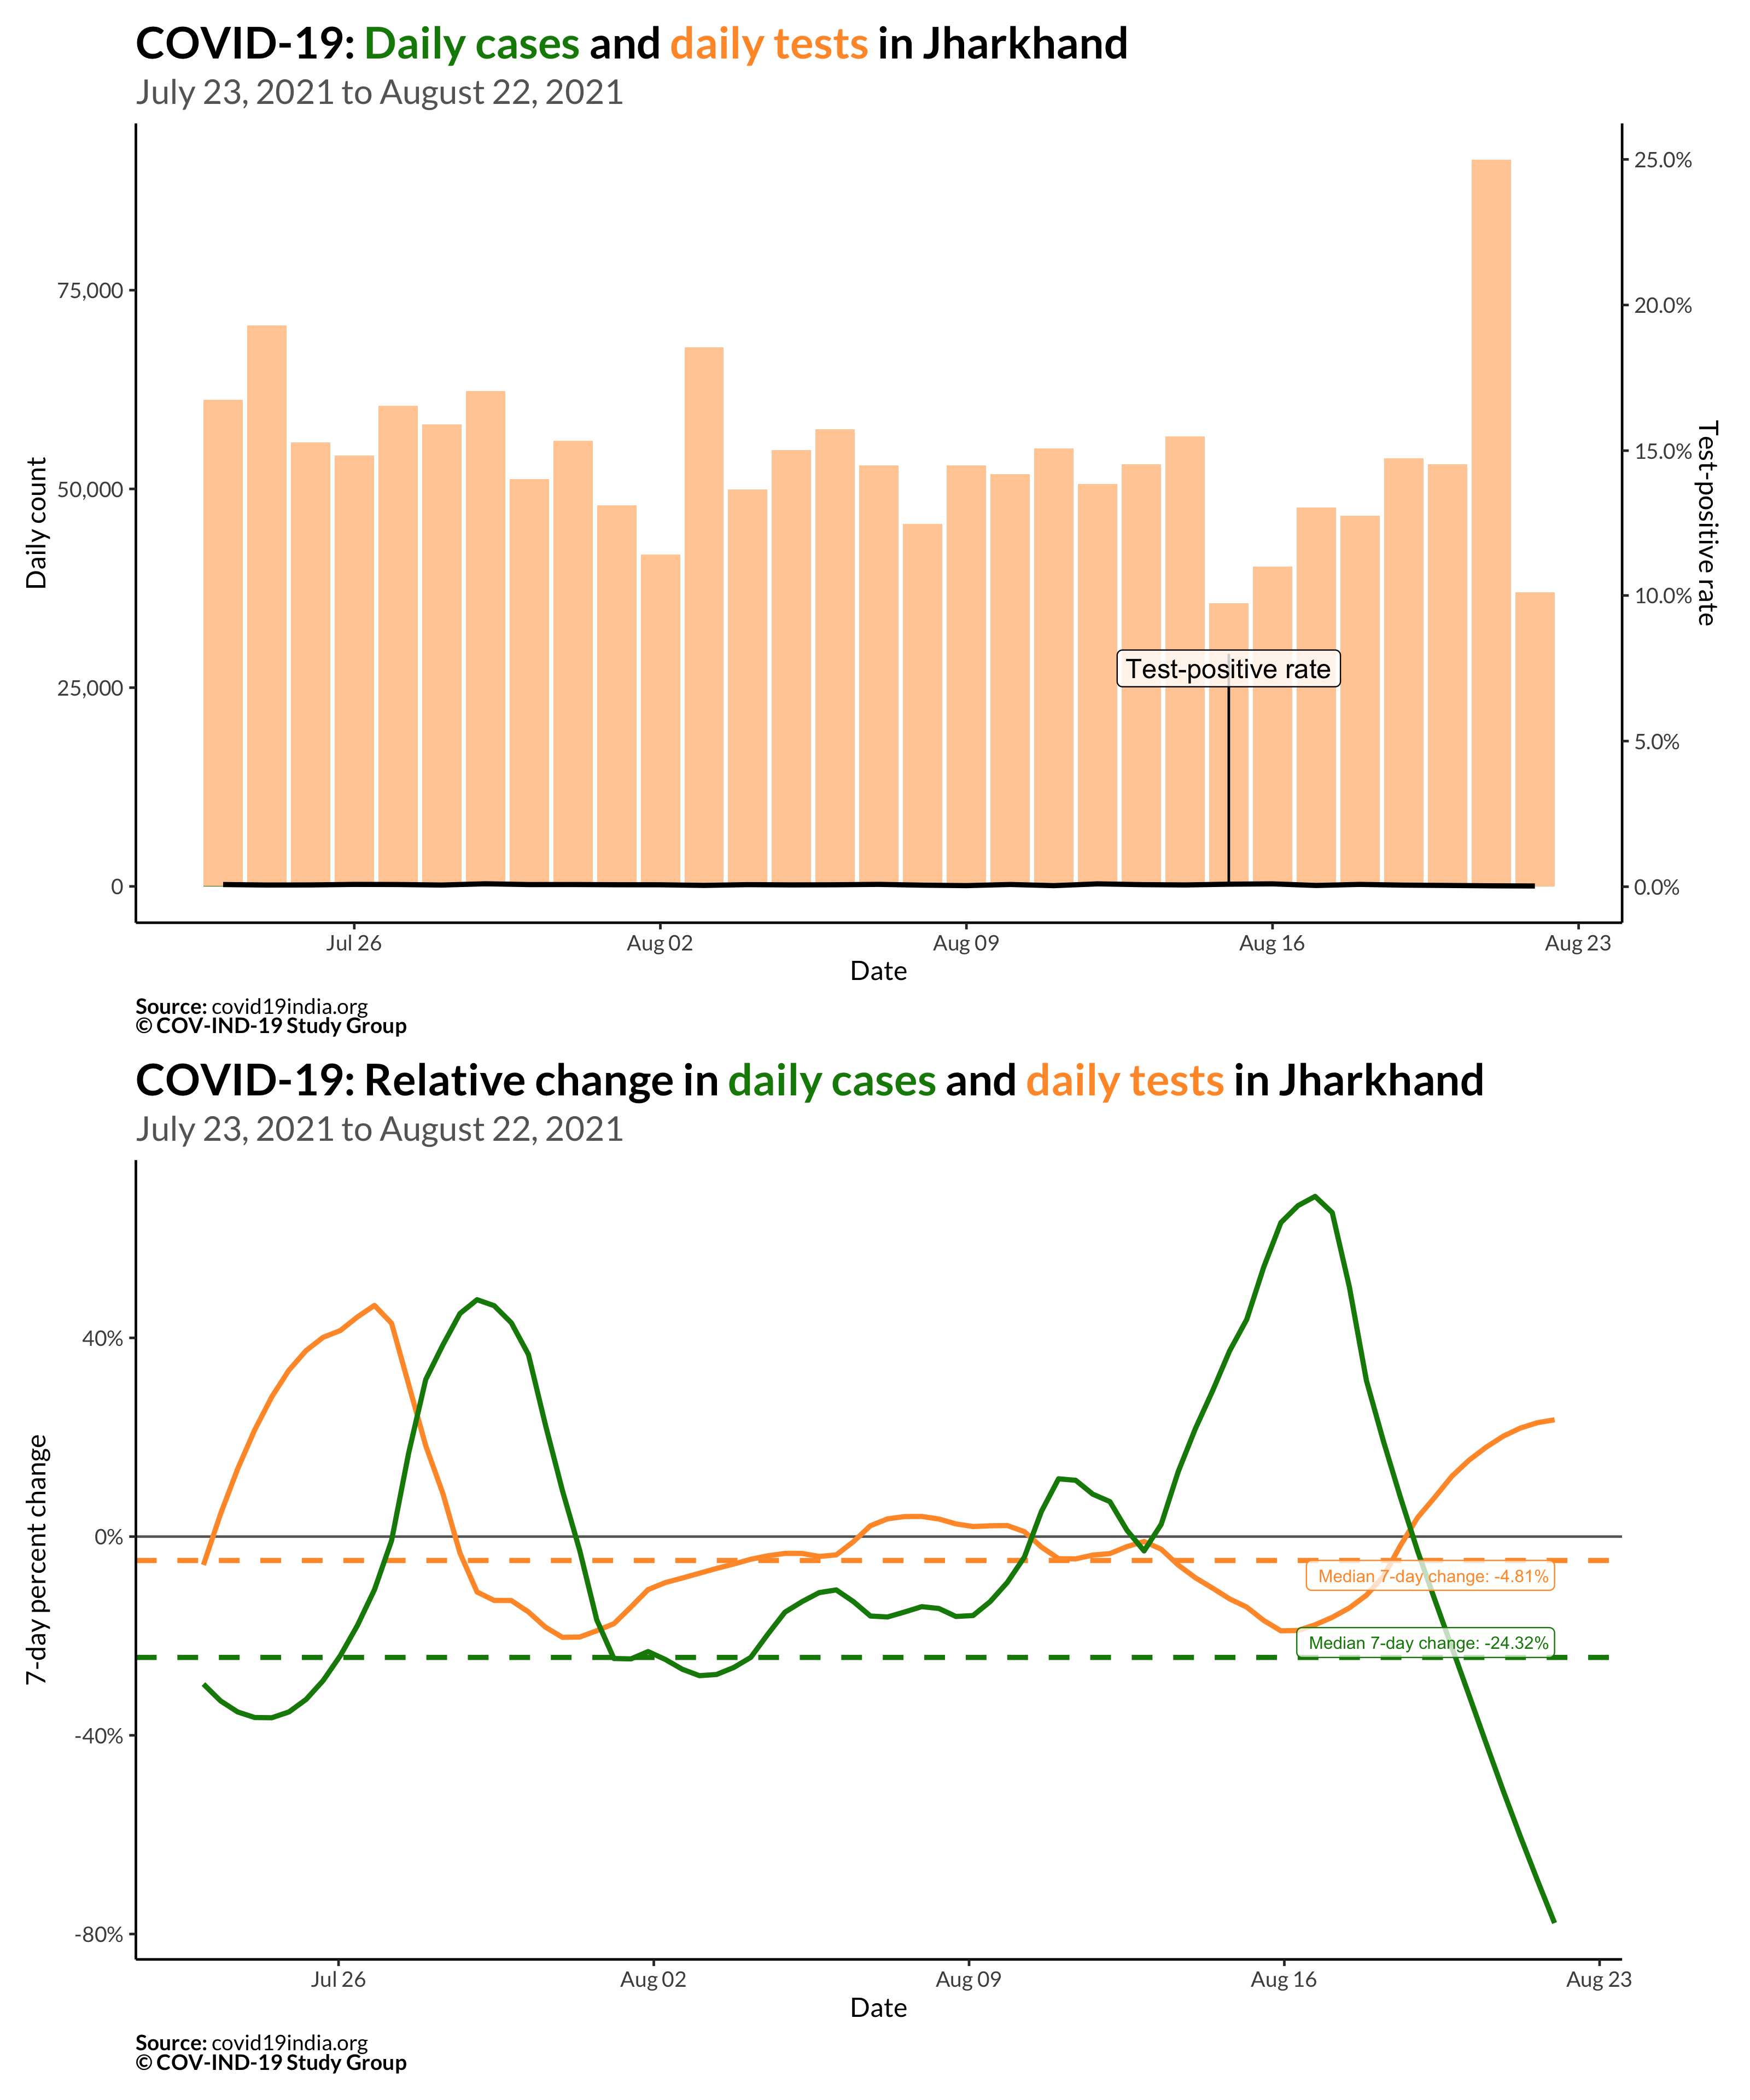 COVID-19: Daily cases and daily tests in Jharkhand
July 23, 2021 to August 22, 2021
Daily count
75,000
50,000
25,000
0
25.0%
20.0%
15.0%
10.0%
5.0%
0.0%
Test-positive rate
Test-positive rate
Jul 26
Aug 02
Aug 09
Aug 16
Aug 23
Date
Source: covid19india.org
© COV-IND-19 Study Group
COVID-19: Relative change in daily cases and daily tests in Jharkhand
July 23, 2021 to August 22, 2021
7-day percent change
40%
0%
-40%
-80%
Median 7-day change: -4.81%
Median 7-day change: -24.32%
Jul 26
Aug 02
Aug 09
Aug 16
Aug 23
Date
Source: covid19india.org
© COV-IND-19 Study Group